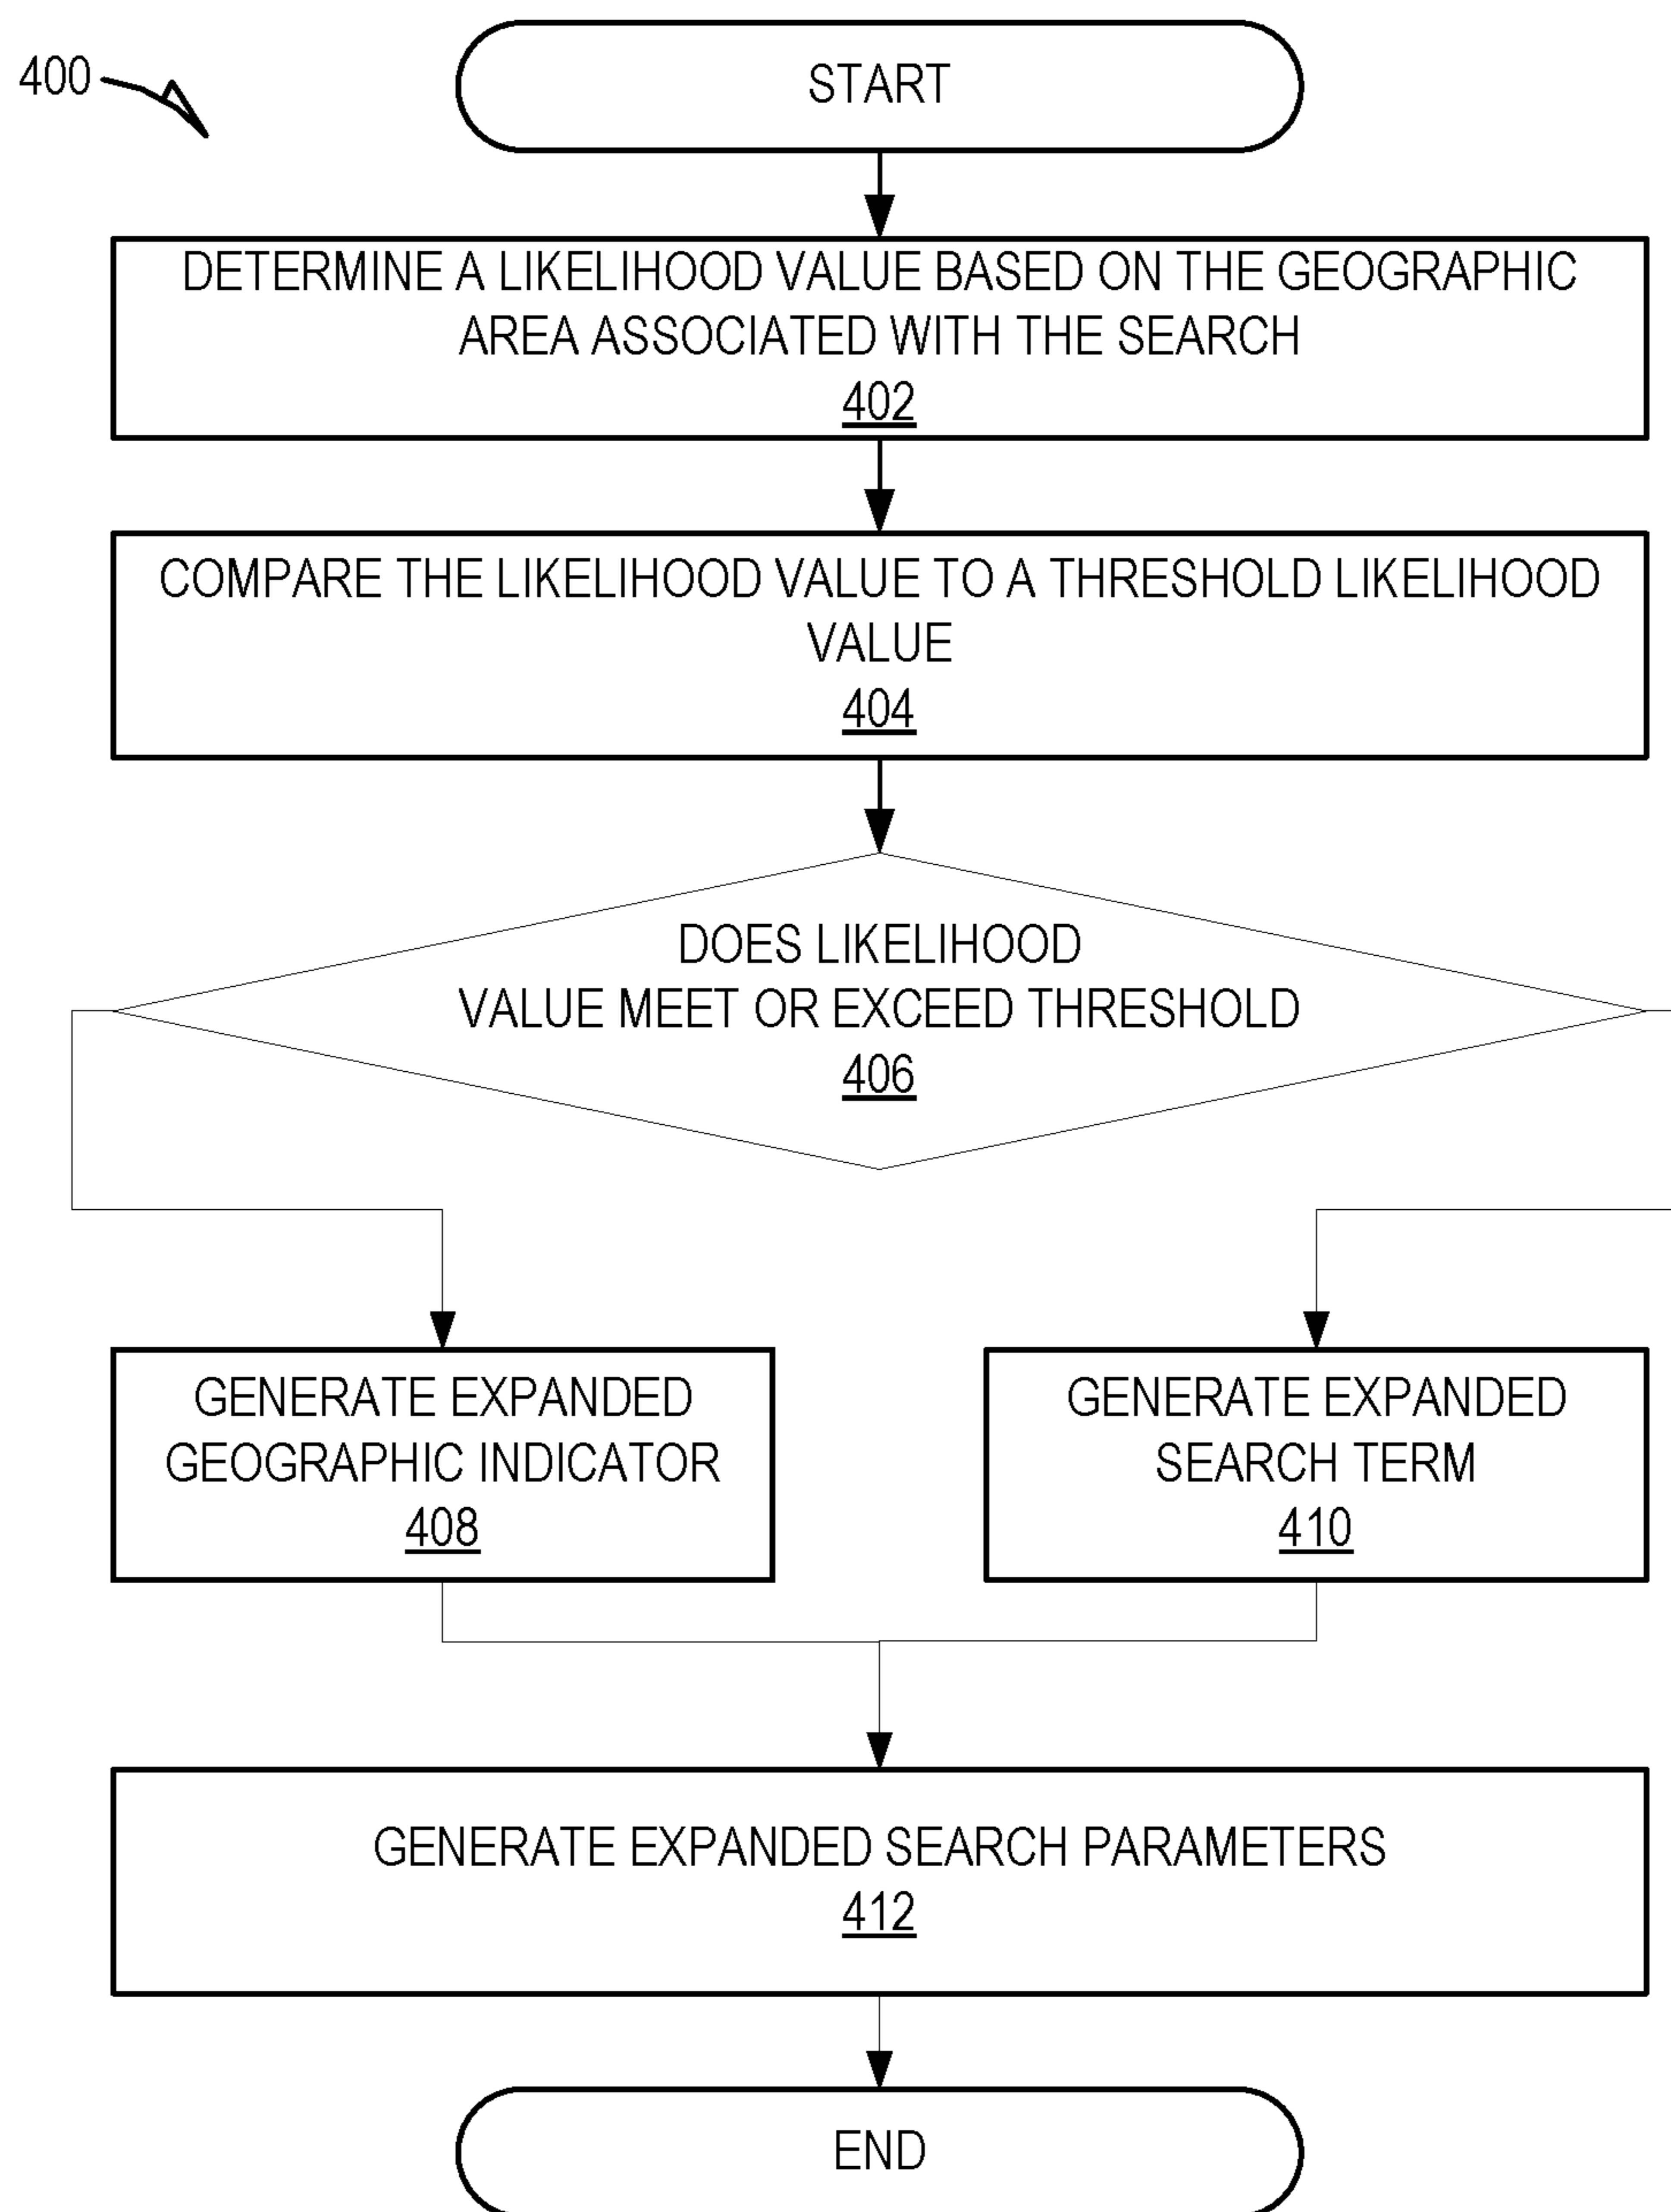 400
START
DETERMINE A LIKELIHOOD VALUE BASED ON THE GEOGRAPHIC
AREA ASSOCIATED WITH THE SEARCH
402
COMPARE THE LIKELIHOOD VALUE TO A THRESHOLD LIKELIHOOD
VALUE
404
DOES LIKELIHOOD
VALUE MEET OR EXCEED THRESHOLD
406
GENERATE EXPANDED
GEOGRAPHIC INDICATOR
408
GENERATE EXPANDED
SEARCH TERM
410
GENERATE EXPANDED SEARCH PARAMETERS
412
END